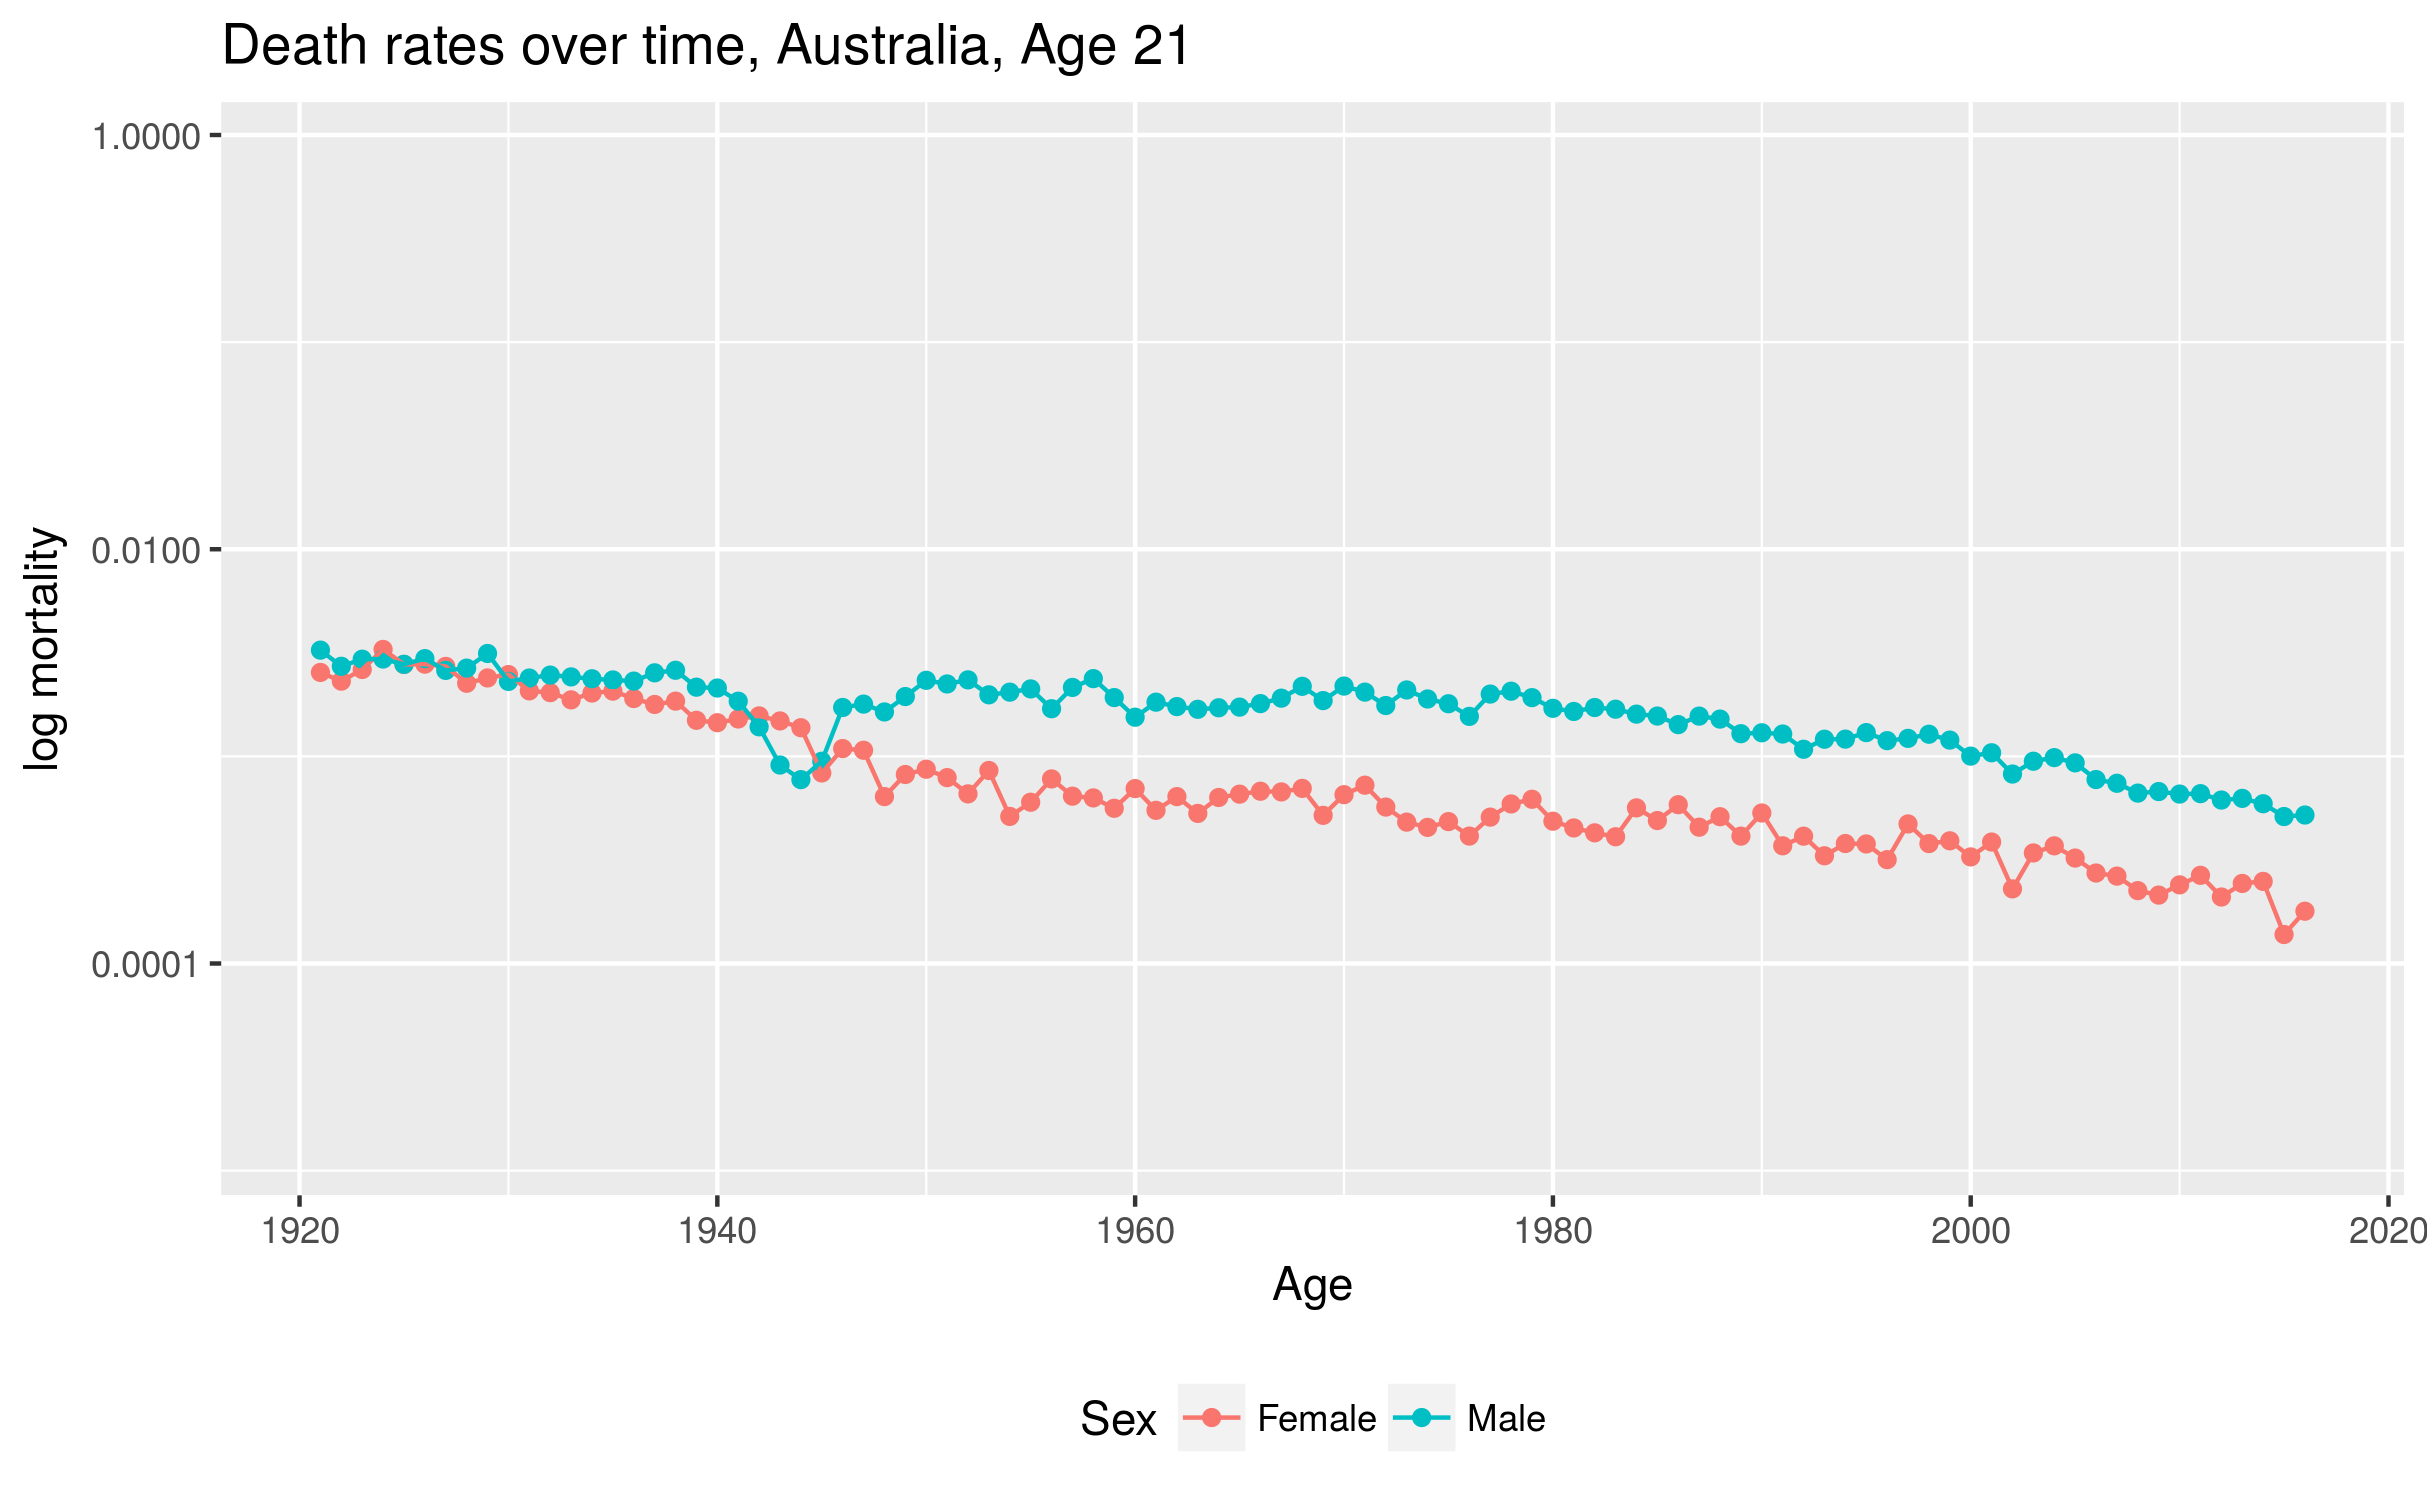 Death rates over time, Australia, Age 21
1.0000
0.0100
0.0001
log mortality
1920 1940 1960 1980 2000 2020
Age
Sex Female Male